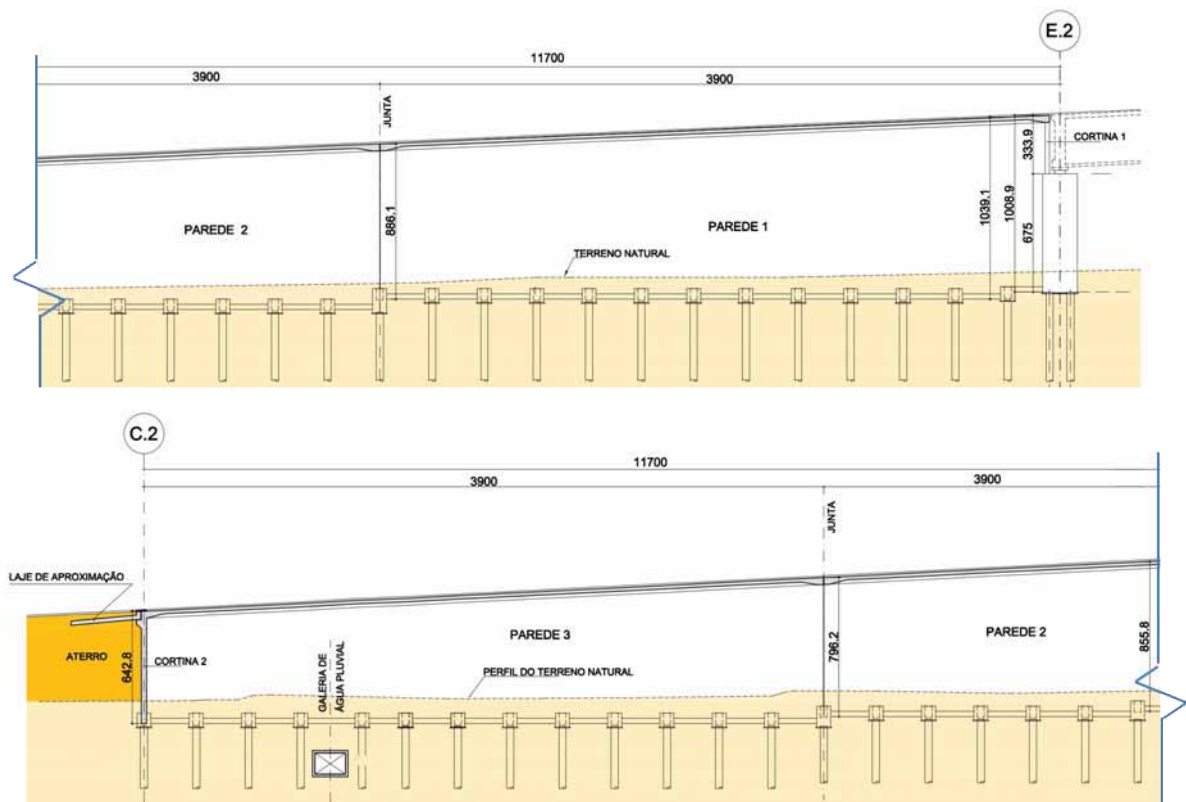 E.2
11700
3900
3900
JUNTA
333.9
CORTINA 1
886.1
1039.1
1008.9
675
PAREDE 2
PAREDE 1
TERRENO NATURAL
C.2
11700
3900
3900
JUNTA
LAJE DE APROXIMAÇÃO
ATERRO
642.8
CORTINA 2
GALERIA DE
ÁGUA PLUVIAL
PAREDE 3
PERFIL DO TERRENO NATURAL
796.2
PAREDE 2
855.8